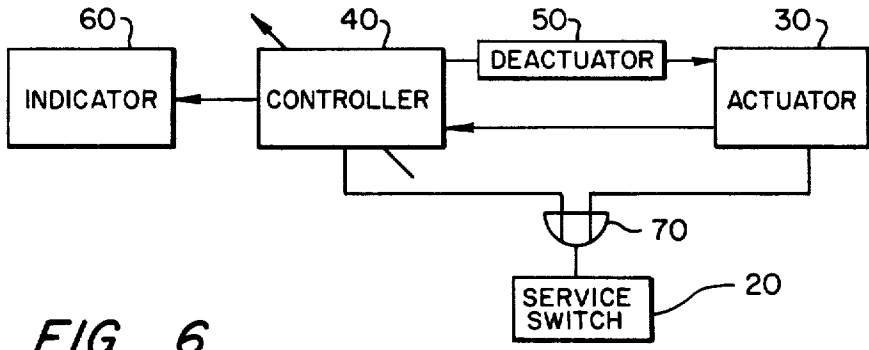 60
40
50
30
INDICATOR
CONTROLLER
DEACTUATOR
ACTUATOR
70
SERVICE
SWITCH
20
FIG. 6